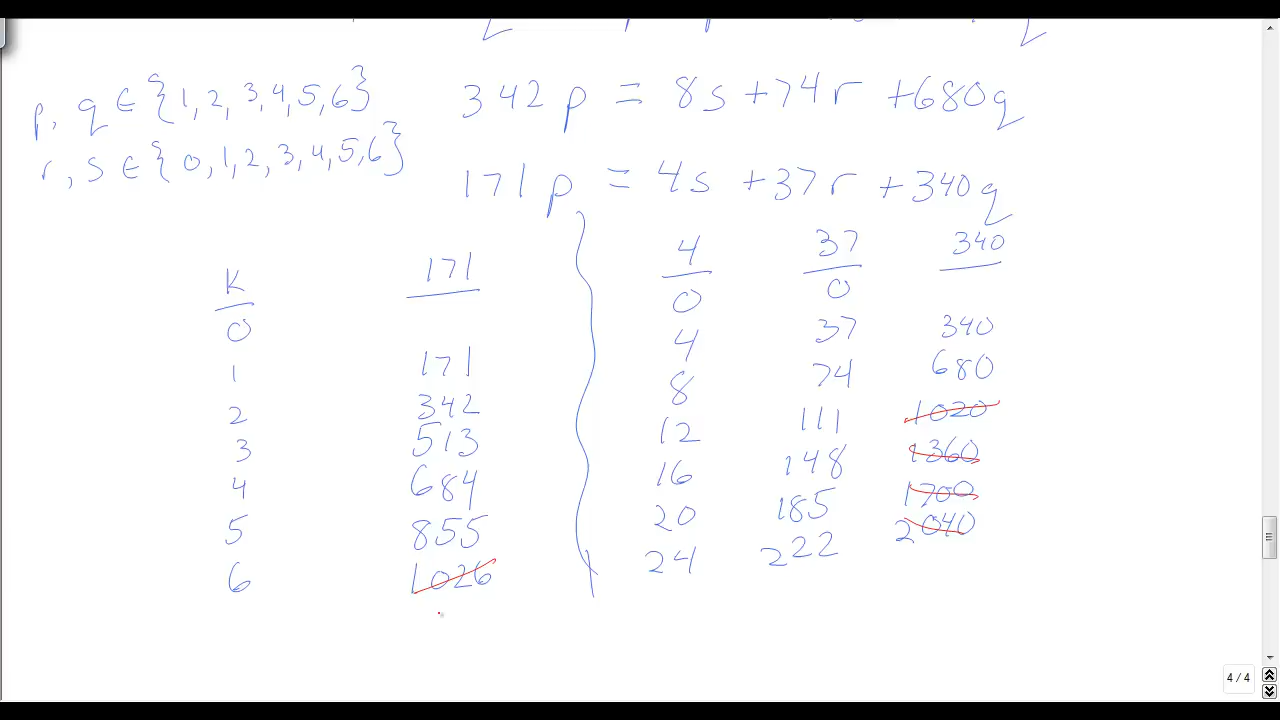 p, q ∈ {1, 2, 3, 4, 5, 6} 342p = 8s + 74r + 680q
r, s ∈ {0, 1, 2, 3, 4, 5, 6} 171p = 4s + 37r + 340q
K 171 4 37 340
0 0 0
1 171 4 37 340
2 342 8 74 680
3 513 12 111 1020
4 684 16 148 1360
5 855 20 185 1700
6 1026 24 222 2040
4 / 4